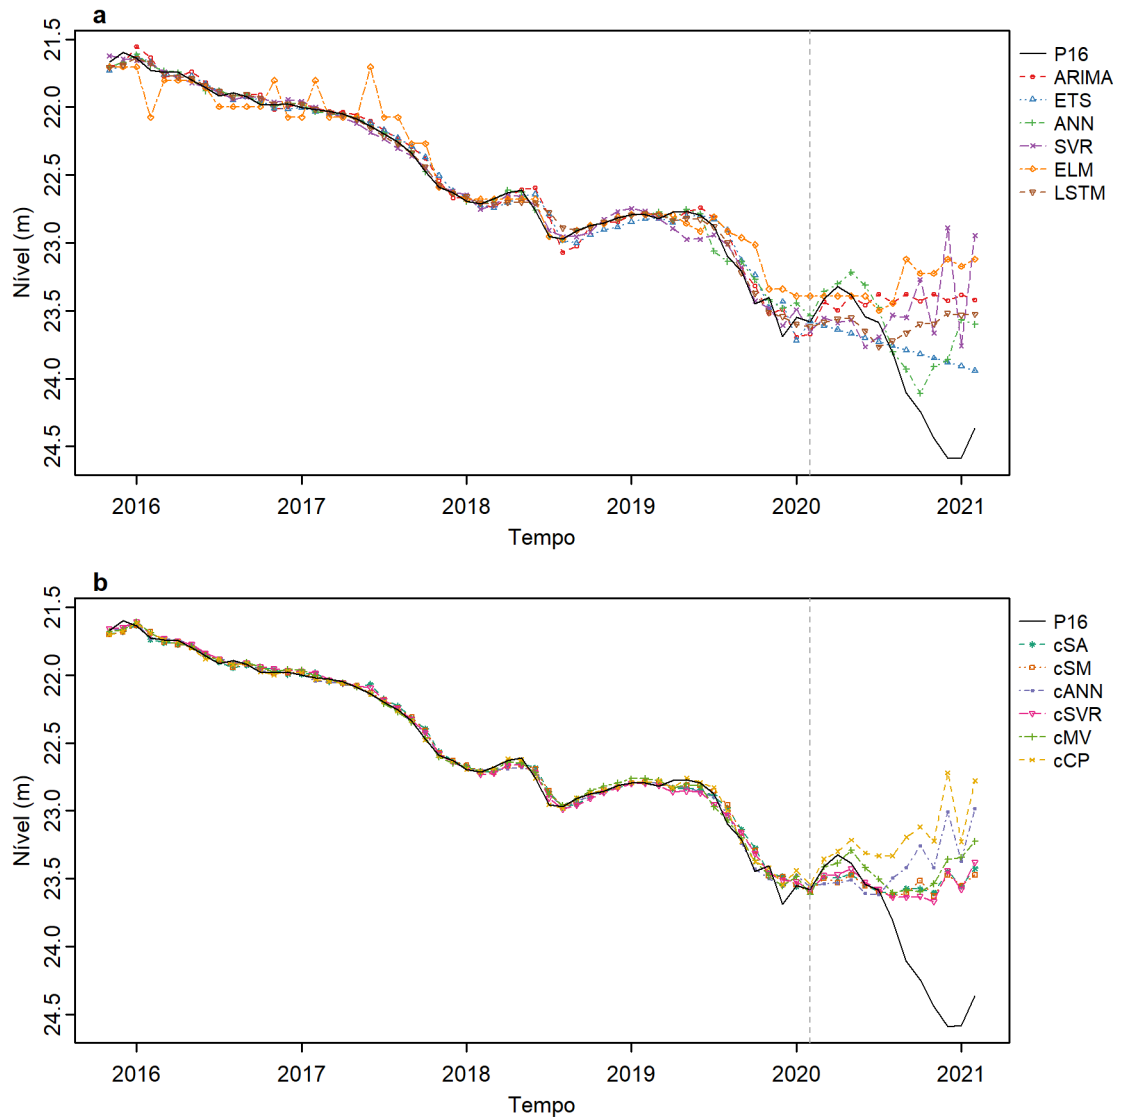 a
21.5
22.0
22.5
23.0
23.5
24.0
24.5
Nível (m)
2016 2017 2018 2019 2020 2021
Tempo
P16
ARIMA
ETS
ANN
SVR
ELM
LSTM
b
21.5
22.0
22.5
23.0
23.5
24.0
24.5
Nível (m)
2016 2017 2018 2019 2020 2021
Tempo
P16
cSA
cSM
cANN
cSVR
cMV
cCP